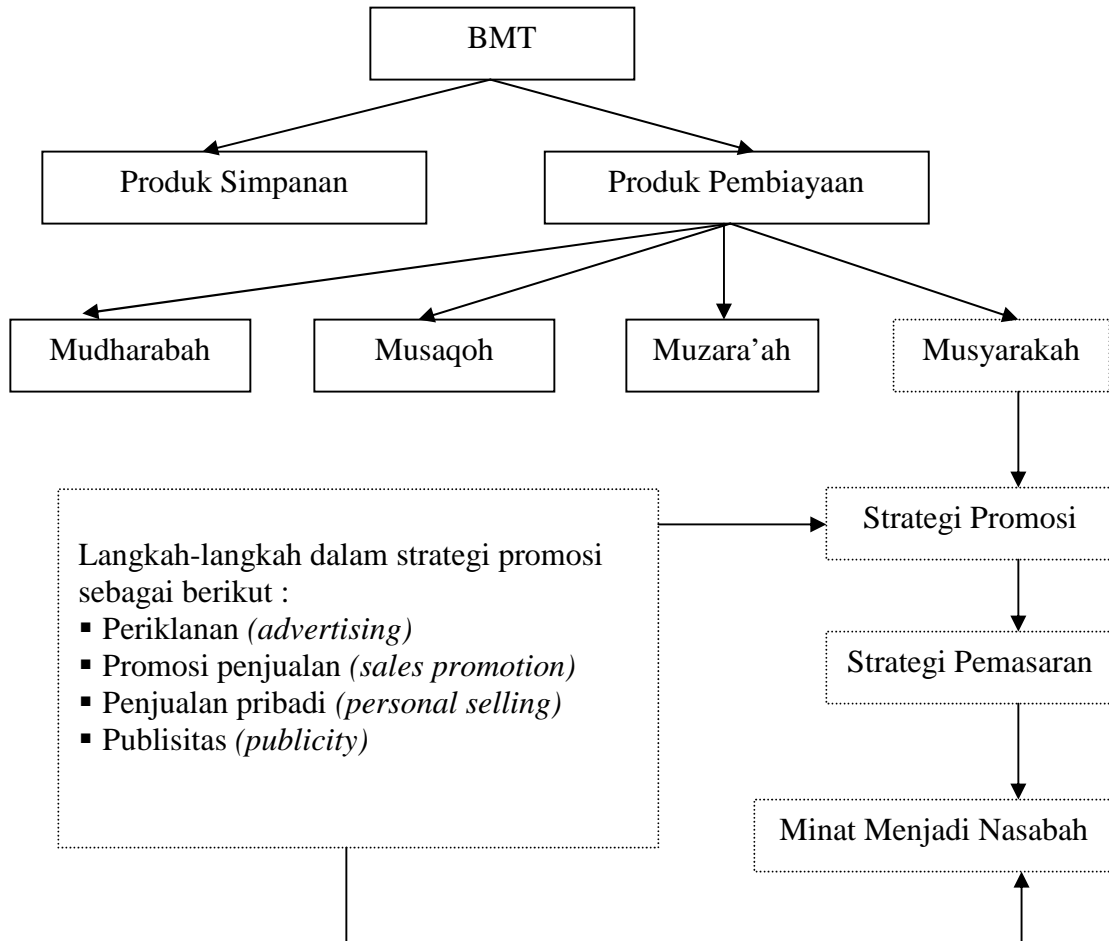 BMT
Produk Simpanan
Produk Pembiayaan
Mudharabah
Musaqoh
Muzara’ah
Musyarakah
Strategi Promosi
Langkah-langkah dalam strategi promosi
sebagai berikut :
▪ Periklanan (advertising)
▪ Promosi penjualan (sales promotion)
▪ Penjualan pribadi (personal selling)
▪ Publisitas (publicity)
Strategi Pemasaran
Minat Menjadi Nasabah